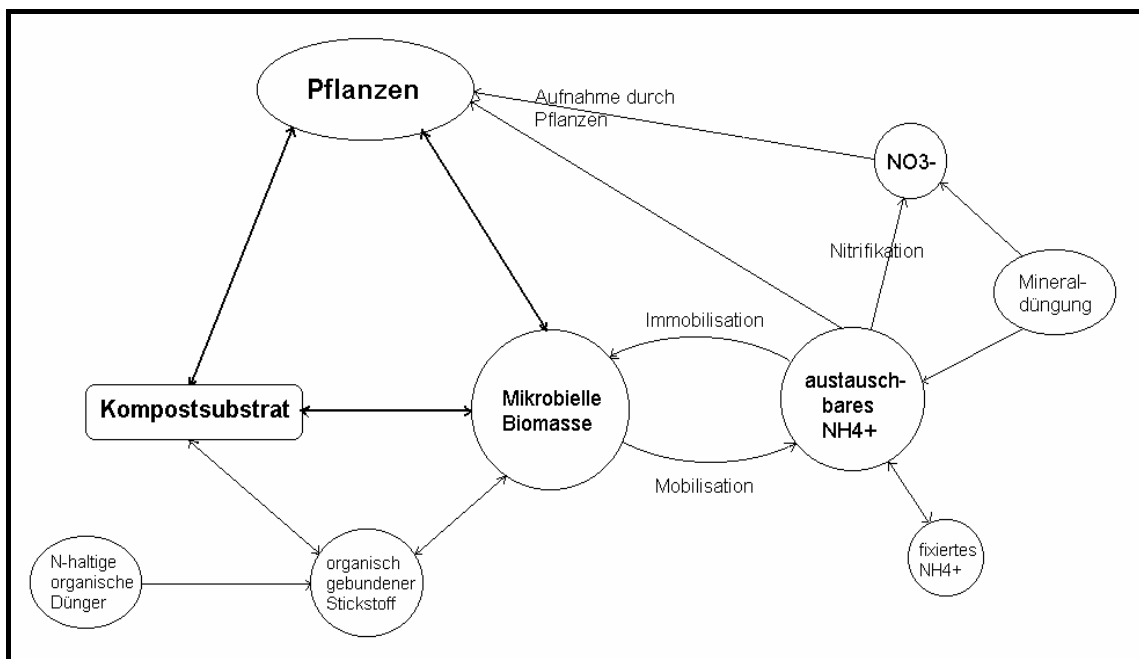 Pflanzen
Aufnahme durch
Pflanzen
NO3-
Nitrifikation
Mineral-
düngung
Immobilisation
Kompostsubstrat
Mikrobielle
Biomasse
austausch-
bares
NH4+
Mobilisation
N-haltige
organische
Dünger
organisch
gebundener
Stickstoff
fixiertes
NH4+